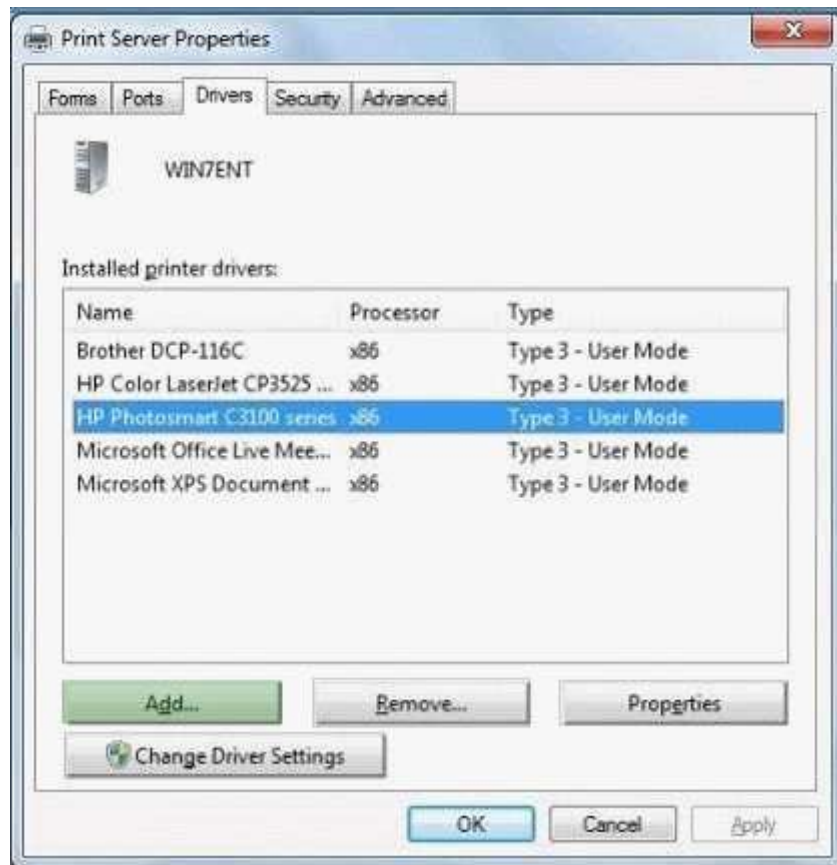 Print Server Properties
Forms Ports Drivers Security Advanced
WIN7ENT
Installed printer drivers:
Name Processor Type
Brother DCP-116C x86 Type 3 - User Mode
HP Color LaserJet CP3525 ... x86 Type 3 - User Mode
HP Photosmart C3100 series x86 Type 3 - User Mode
Microsoft Office Live Mee... x86 Type 3 - User Mode
Microsoft XPS Document ... x86 Type 3 - User Mode
Add... Remove... Properties
Change Driver Settings
OK Cancel Apply